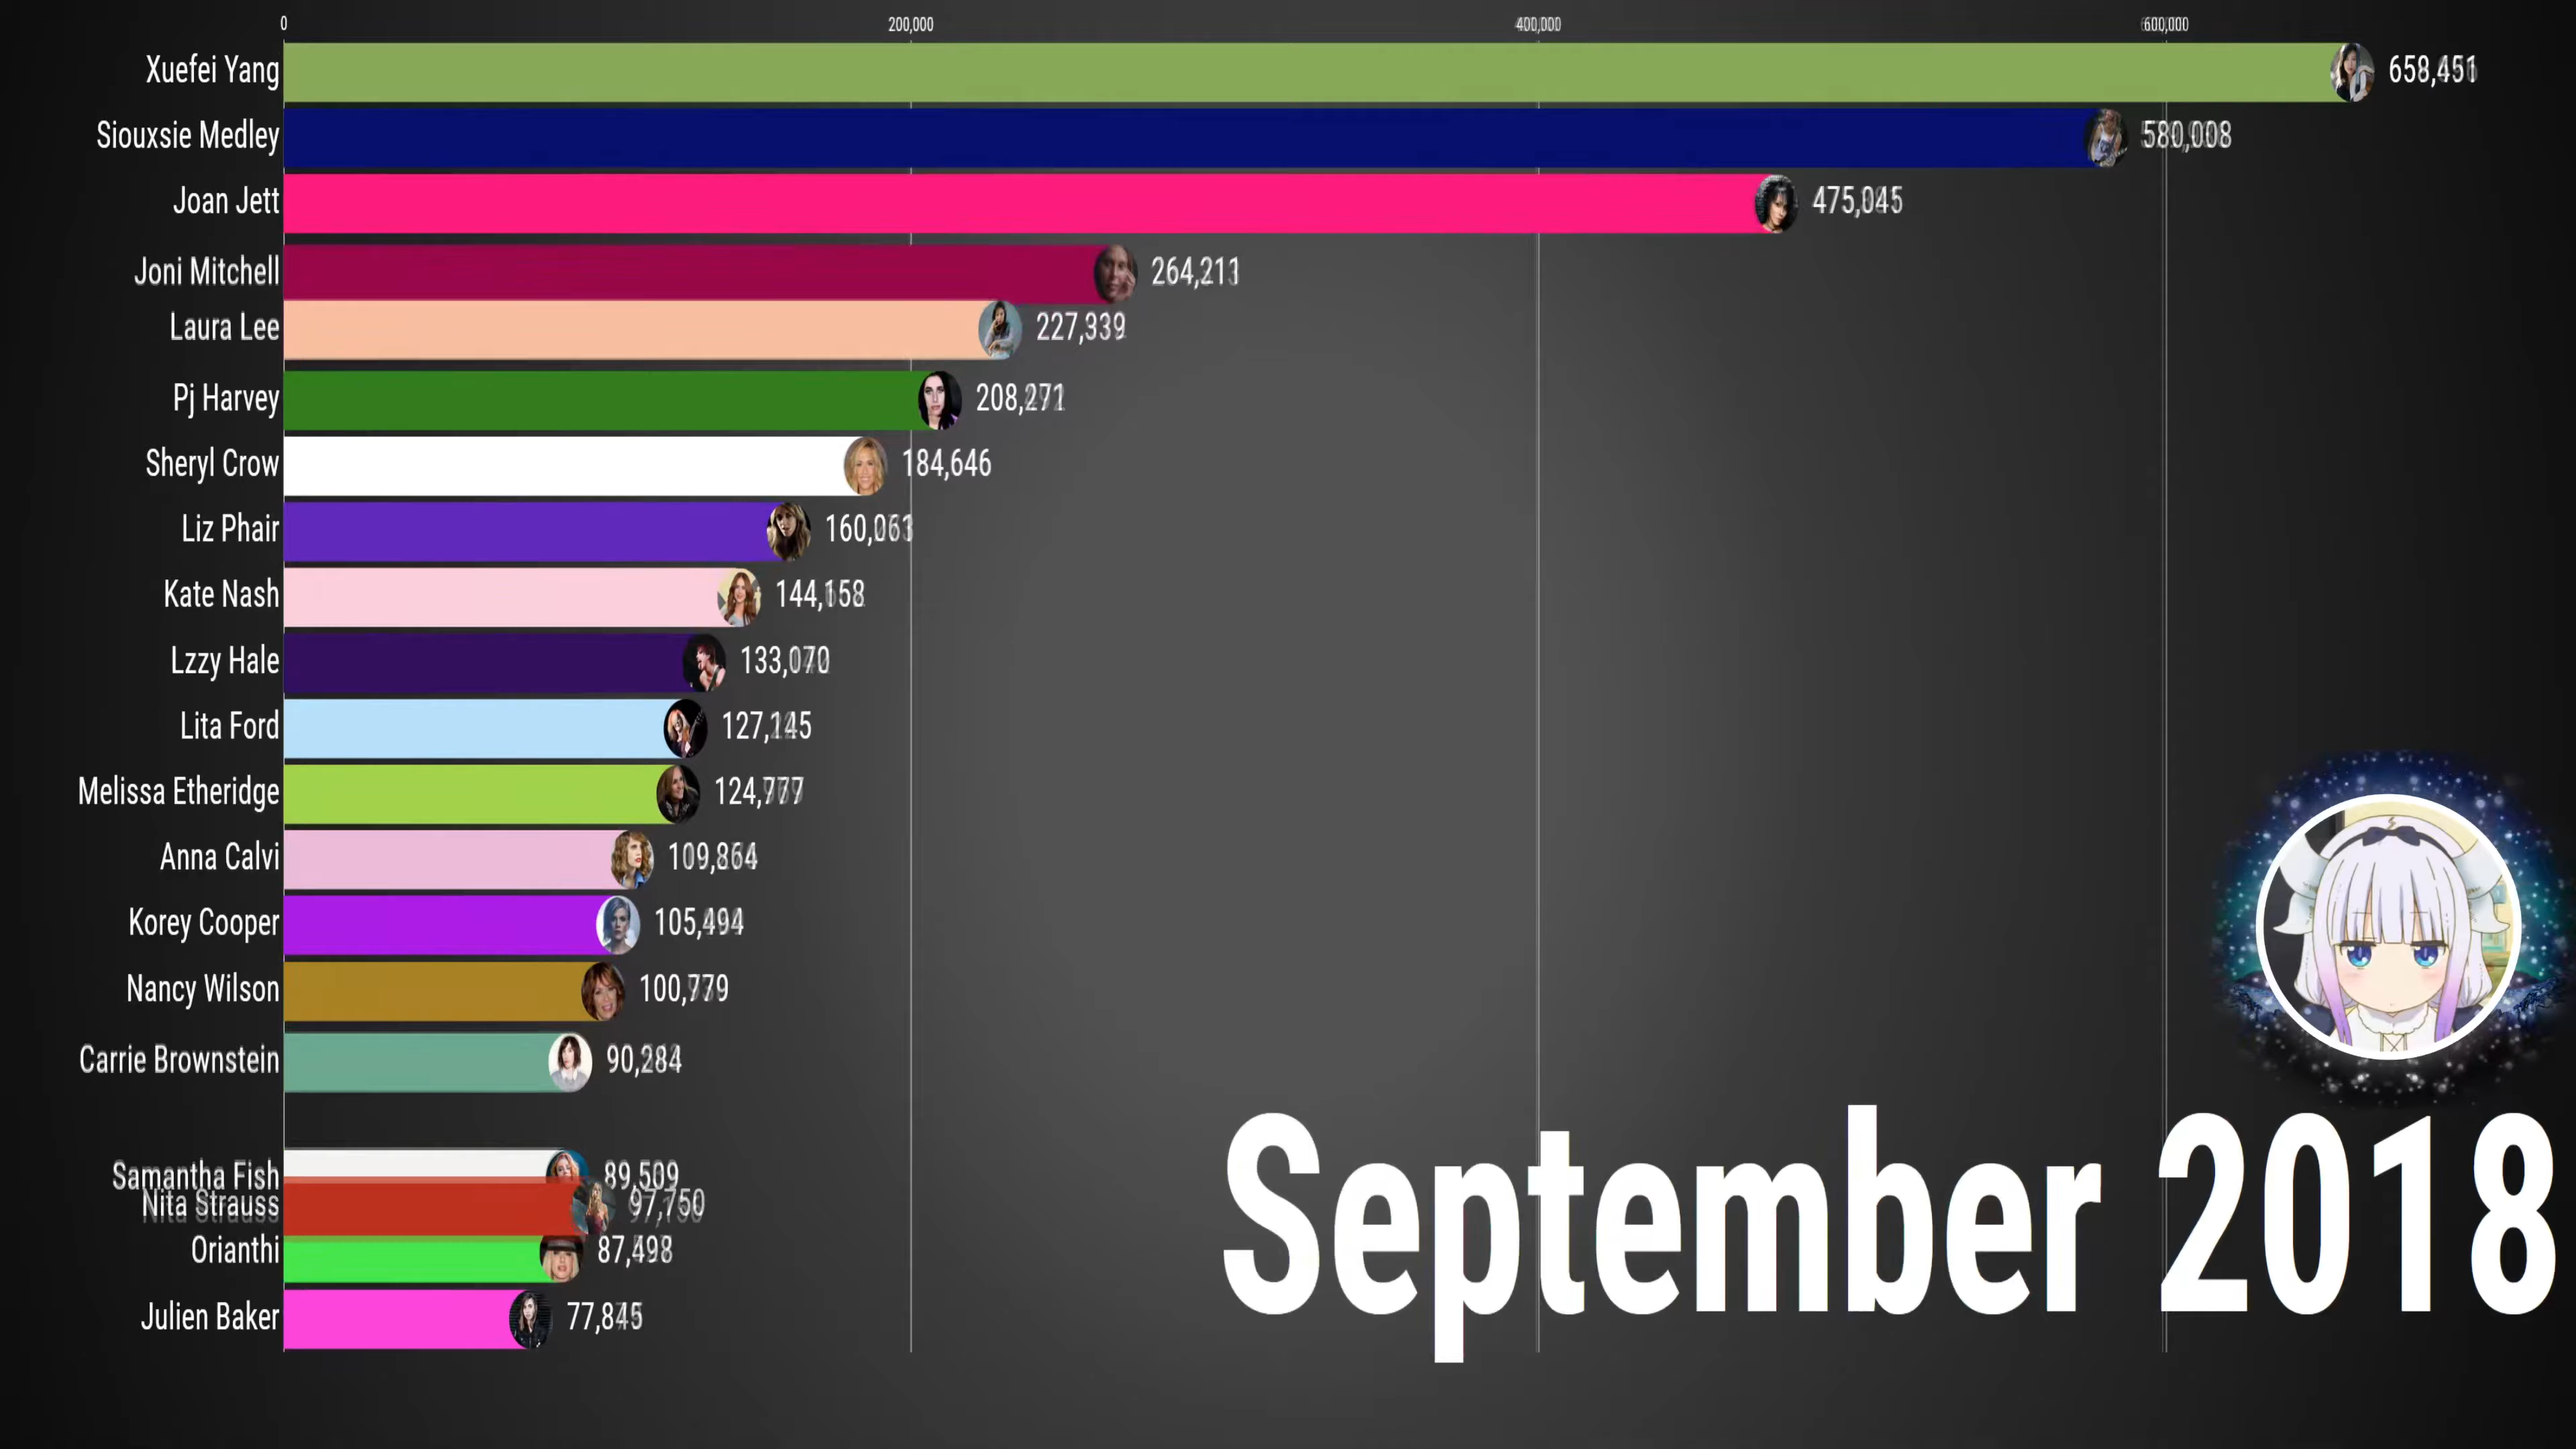 0 200,000 400,000 600,000
Xuefei Yang 658,451
Siouxsie Medley 580,008
Joan Jett 475,045
Joni Mitchell 264,211
Laura Lee 227,339
Pj Harvey 208,271
Sheryl Crow 184,646
Liz Phair 160,061
Kate Nash 144,158
Lzzy Hale 133,070
Lita Ford 127,145
Melissa Etheridge 124,777
Anna Calvi 109,864
Korey Cooper 105,494
Nancy Wilson 100,779
Carrie Brownstein 90,284
Samantha Fish 89,509
Nita Strauss 97,750
Orianthi 87,498
Julien Baker 77,845
September 2018